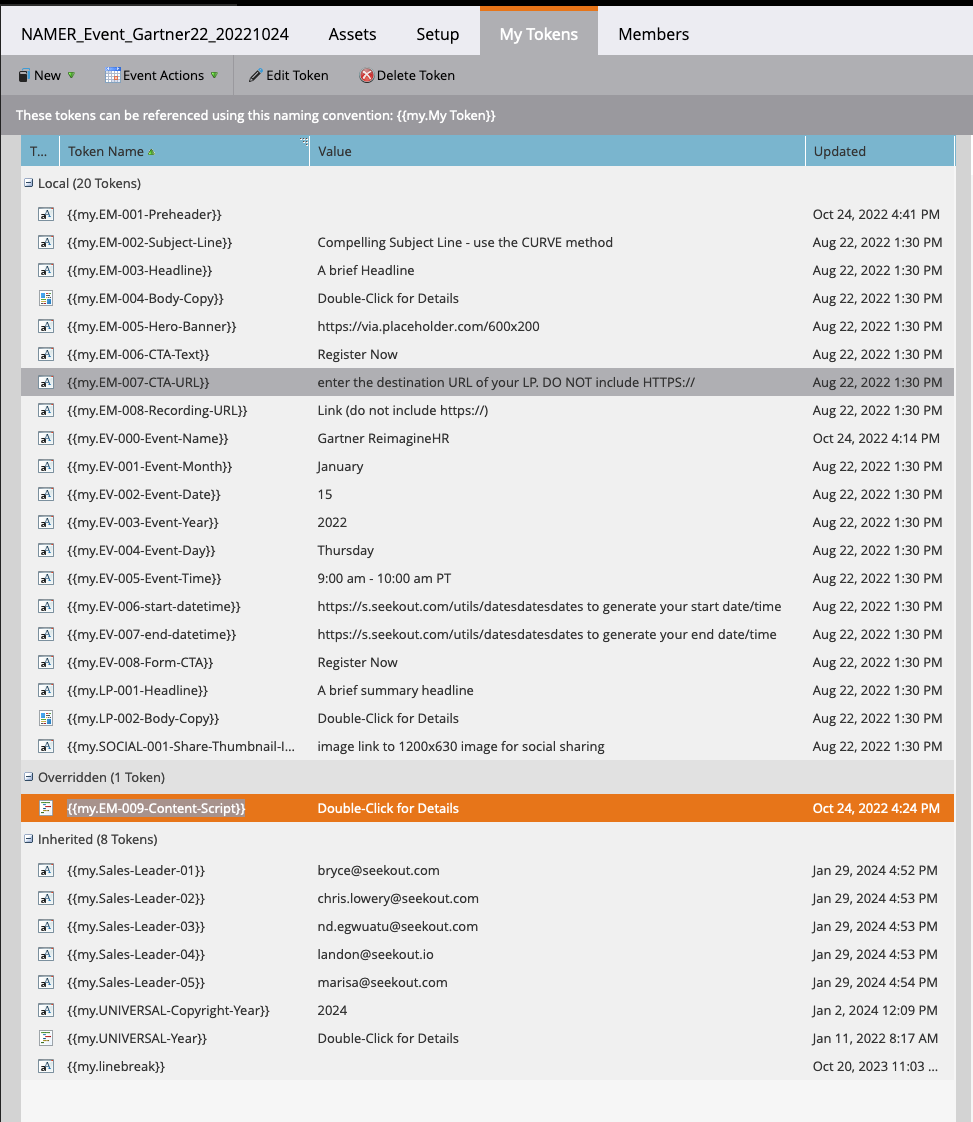 NAMER_Event_Gartner22_20221024 Assets Setup My Tokens Members
New Event Actions Edit Token Delete Token
These tokens can be referenced using this naming convention: {{my.My Token}}
T... Token Name Value Updated
Local (20 Tokens)
{{my.EM-001-Preheader}} Oct 24, 2022 4:41 PM
{{my.EM-002-Subject-Line}} Compelling Subject Line - use the CURVE method Aug 22, 2022 1:30 PM
{{my.EM-003-Headline}} A brief Headline Aug 22, 2022 1:30 PM
{{my.EM-004-Body-Copy}} Double-Click for Details Aug 22, 2022 1:30 PM
{{my.EM-005-Hero-Banner}} https://via.placeholder.com/600x200 Aug 22, 2022 1:30 PM
{{my.EM-006-CTA-Text}} Register Now Aug 22, 2022 1:30 PM
{{my.EM-007-CTA-URL}} enter the destination URL of your LP. DO NOT include HTTPS:// Aug 22, 2022 1:30 PM
{{my.EM-008-Recording-URL}} Link (do not include https://) Aug 22, 2022 1:30 PM
{{my.EV-000-Event-Name}} Gartner ReimagineHR Oct 24, 2022 4:14 PM
{{my.EV-001-Event-Month}} January Aug 22, 2022 1:30 PM
{{my.EV-002-Event-Date}} 15 Aug 22, 2022 1:30 PM
{{my.EV-003-Event-Year}} 2022 Aug 22, 2022 1:30 PM
{{my.EV-004-Event-Day}} Thursday Aug 22, 2022 1:30 PM
{{my.EV-005-Event-Time}} 9:00 am - 10:00 am PT Aug 22, 2022 1:30 PM
{{my.EV-006-start-datetime}} https://s.seekout.com/utils/datesdatesdates to generate your start date/time Aug 22, 2022 1:30 PM
{{my.EV-007-end-datetime}} https://s.seekout.com/utils/datesdatesdates to generate your end date/time Aug 22, 2022 1:30 PM
{{my.EV-008-Form-CTA}} Register Now Aug 22, 2022 1:30 PM
{{my.LP-001-Headline}} A brief summary headline Aug 22, 2022 1:30 PM
{{my.LP-002-Body-Copy}} Double-Click for Details Aug 22, 2022 1:30 PM
{{my.SOCIAL-001-Share-Thumbnail-I... image link to 1200x630 image for social sharing Aug 22, 2022 1:30 PM
Overridden (1 Token)
{{my.EM-009-Content-Script}} Double-Click for Details Oct 24, 2022 4:24 PM
Inherited (8 Tokens)
{{my.Sales-Leader-01}} bryce@seekout.com Jan 29, 2024 4:52 PM
{{my.Sales-Leader-02}} chris.lowery@seekout.com Jan 29, 2024 4:53 PM
{{my.Sales-Leader-03}} nd.egwuatu@seekout.com Jan 29, 2024 4:53 PM
{{my.Sales-Leader-04}} landon@seekout.io Jan 29, 2024 4:53 PM
{{my.Sales-Leader-05}} marisa@seekout.com Jan 29, 2024 4:54 PM
{{my.UNIVERSAL-Copyright-Year}} 2024 Jan 2, 2024 12:09 PM
{{my.UNIVERSAL-Year}} Double-Click for Details Jan 11, 2022 8:17 AM
{{my.linebreak}} Oct 20, 2023 11:03 ...